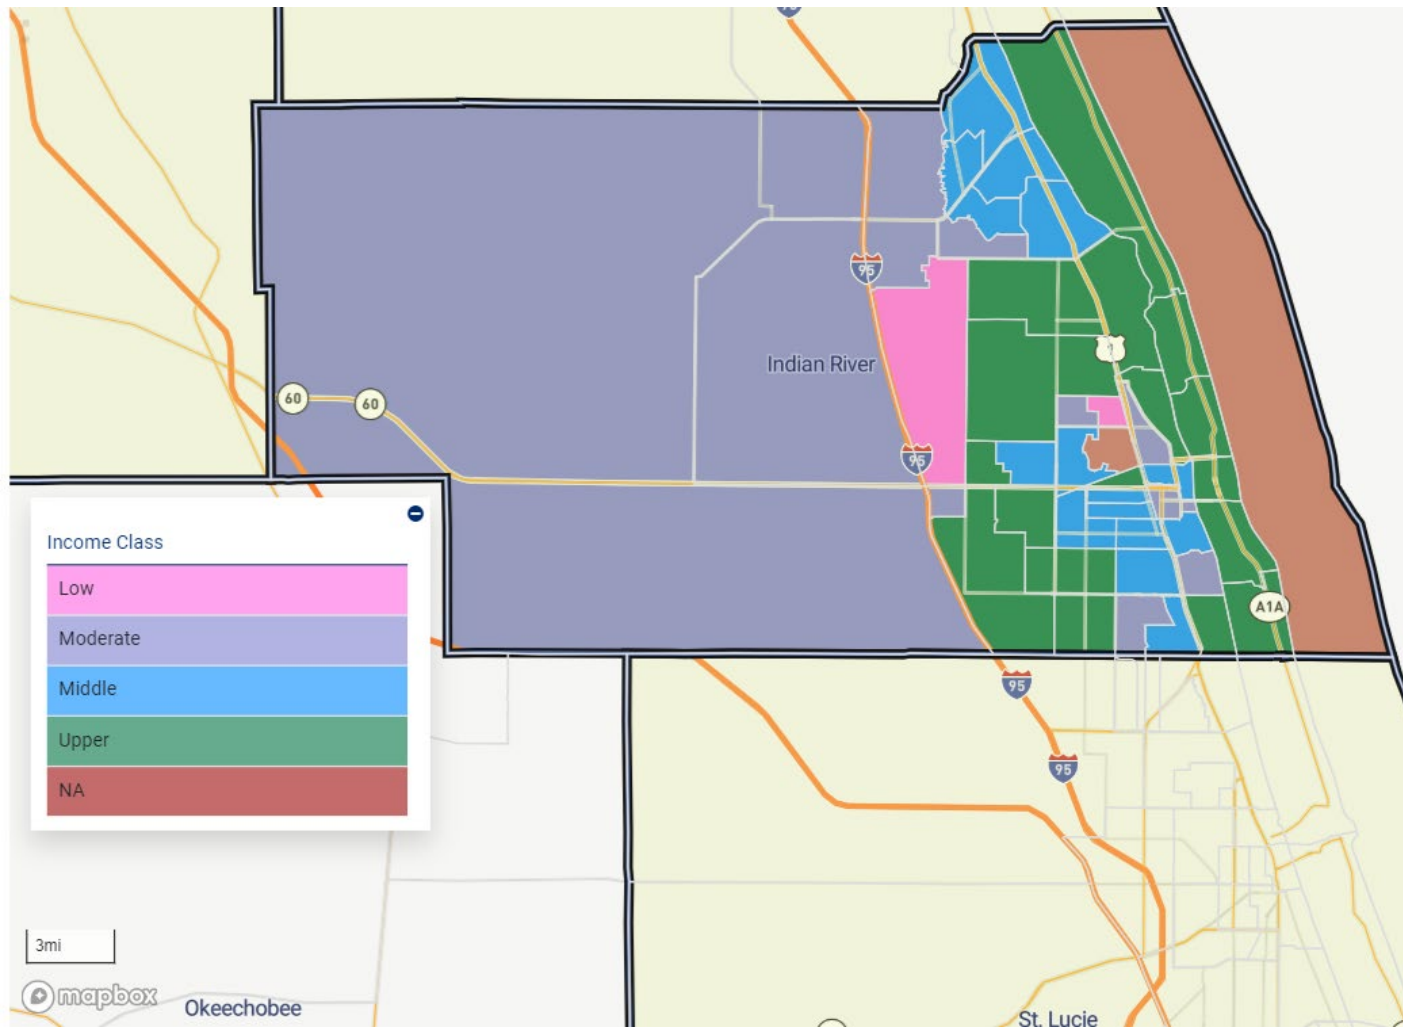 95
Indian River
1
60
60
95
A1A
Income Class
Low
Moderate
Middle
Upper
NA
95
95
3mi
mapbox
Okeechobee
St. Lucie